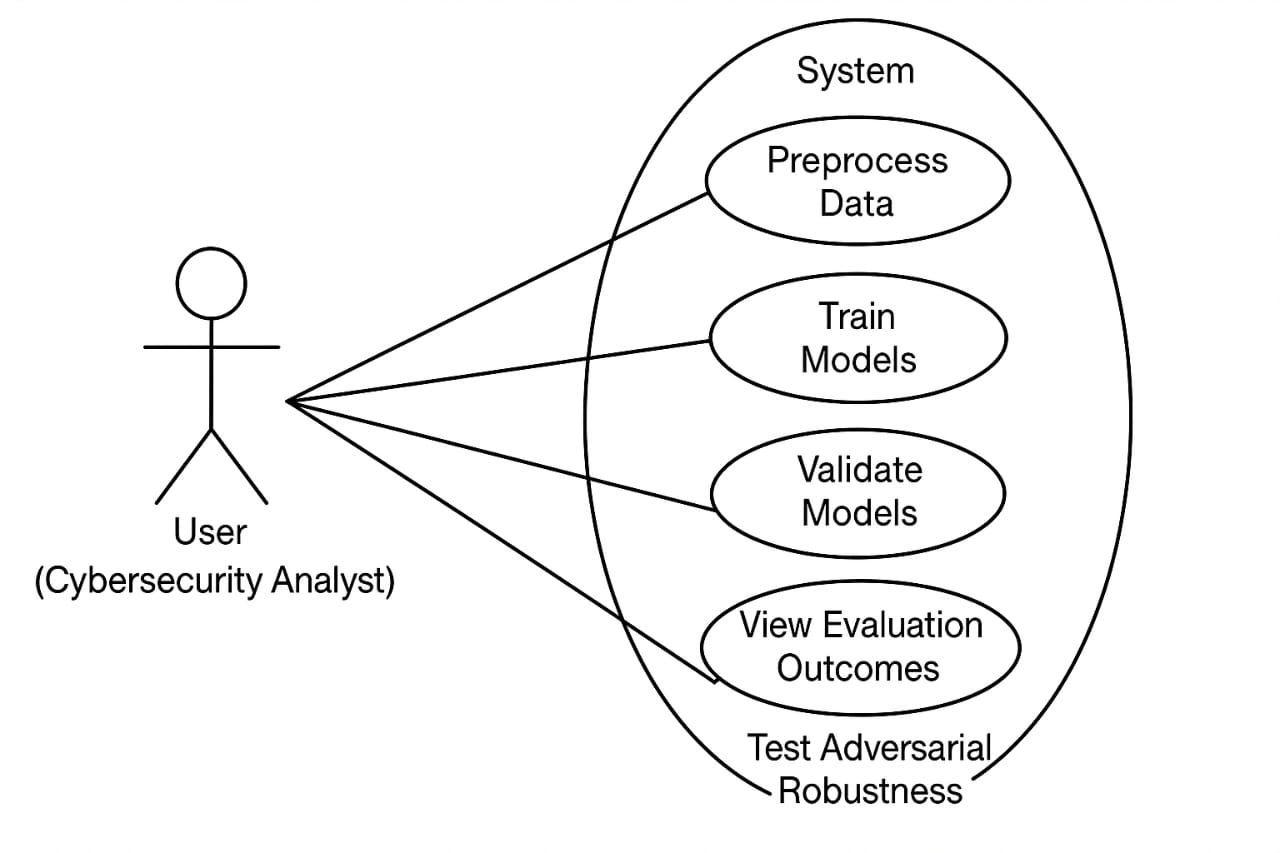 System
Preprocess
Data
Train
Models
Validate
Models
View Evaluation
Outcomes
Test Adversarial
Robustness
User
(Cybersecurity Analyst)